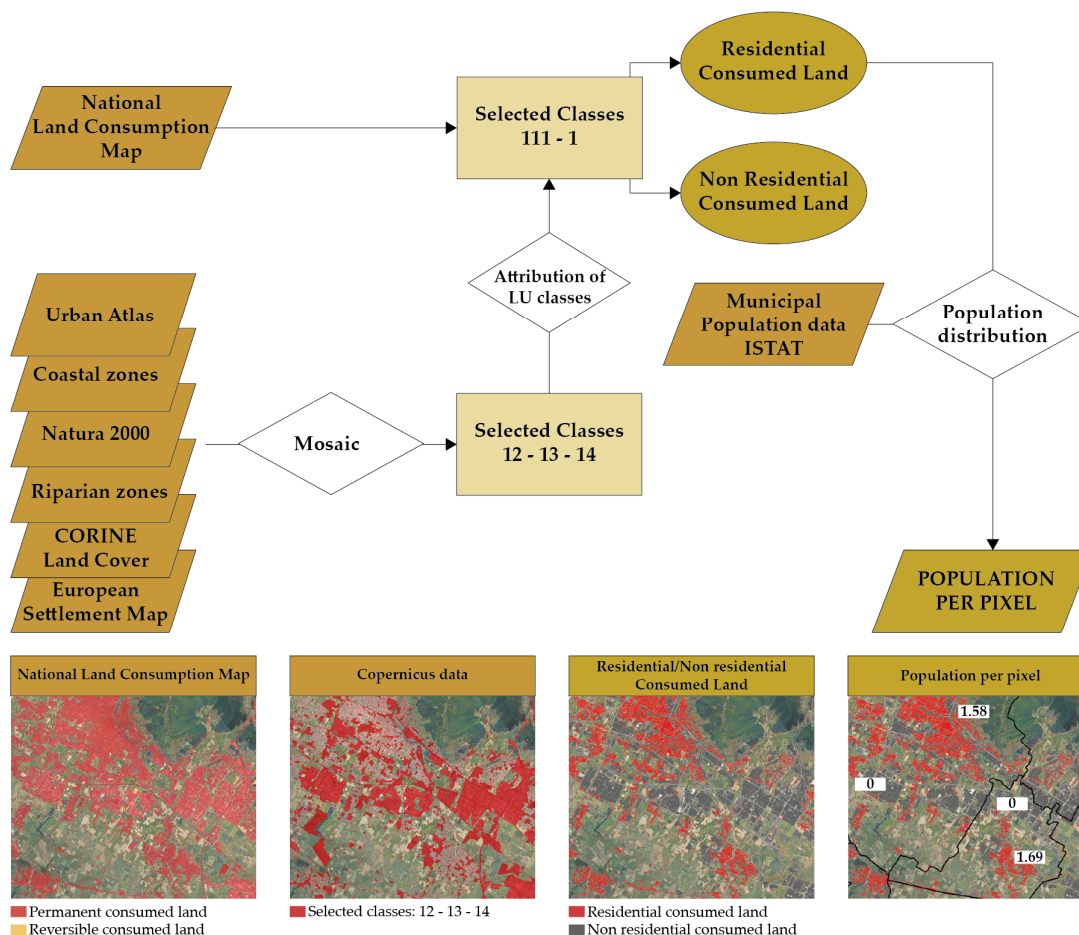 National
Land Consumption
Map
Selected Classes
111 - 1
Residential
Consumed Land
Non Residential
Consumed Land
Attribution of
LU classes
Urban Atlas
Coastal zones
Natura 2000
Riparian zones
CORINE
Land Cover
European
Settlement Map
Mosaic
Selected Classes
12 - 13 - 14
Municipal
Population data
ISTAT
Population
distribution
POPULATION
PER PIXEL
National Land Consumption Map
Permanent consumed land
Reversible consumed land
Copernicus data
Selected classes: 12 - 13 - 14
Residential/Non residential
Consumed Land
Residential consumed land
Non residential consumed land
Population per pixel
1.58
0
0
1.69